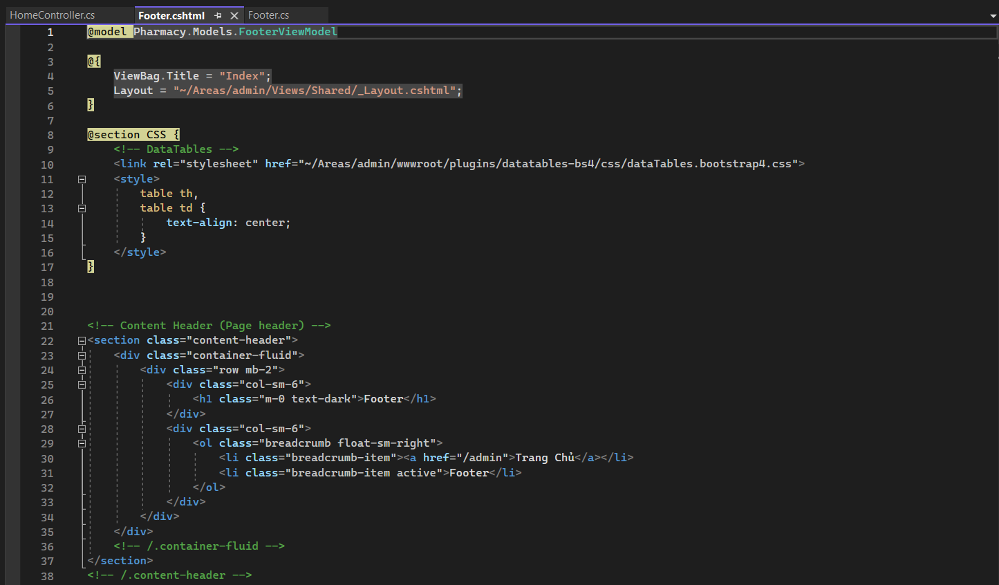 HomeController.cs
Footer.cshtml
Footer.cs
1 @model Pharmacy.Models.FooterViewModel
2
3 @{
4     ViewBag.Title = "Index";
5     Layout = "~/Areas/admin/Views/Shared/_Layout.cshtml";
6 }
7
8 @section CSS {
9     <!-- DataTables -->
10     <link rel="stylesheet" href="~/Areas/admin/wwwroot/plugins/datatables-bs4/css/dataTables.bootstrap4.css">
11     <style>
12         table th,
13         table td {
14             text-align: center;
15         }
16     </style>
17 }
18
19
20
21 <!-- Content Header (Page header) -->
22 <section class="content-header">
23     <div class="container-fluid">
24         <div class="row mb-2">
25             <div class="col-sm-6">
26                 <h1 class="m-0 text-dark">Footer</h1>
27             </div>
28             <div class="col-sm-6">
29                 <ol class="breadcrumb float-sm-right">
30                     <li class="breadcrumb-item"><a href="/admin">Trang Chủ</a></li>
31                     <li class="breadcrumb-item active">Footer</li>
32                 </ol>
33             </div>
34         </div>
35     </div>
36     <!-- /.container-fluid -->
37 </section>
38 <!-- /.content-header -->